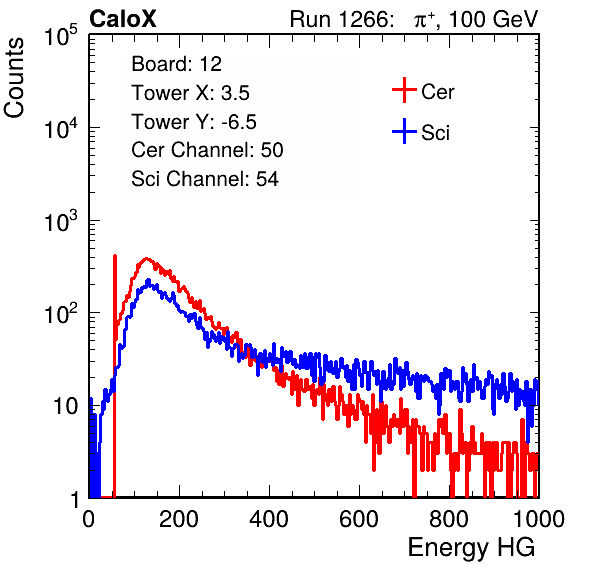 CaloX Run 1266: π⁺, 100 GeV
Board: 12
Tower X: 3.5
Tower Y: -6.5
Cer Channel: 50
Sci Channel: 54
Cer
Sci
Counts
10⁵
10⁴
10³
10²
10
1
0 200 400 600 800 1000
Energy HG